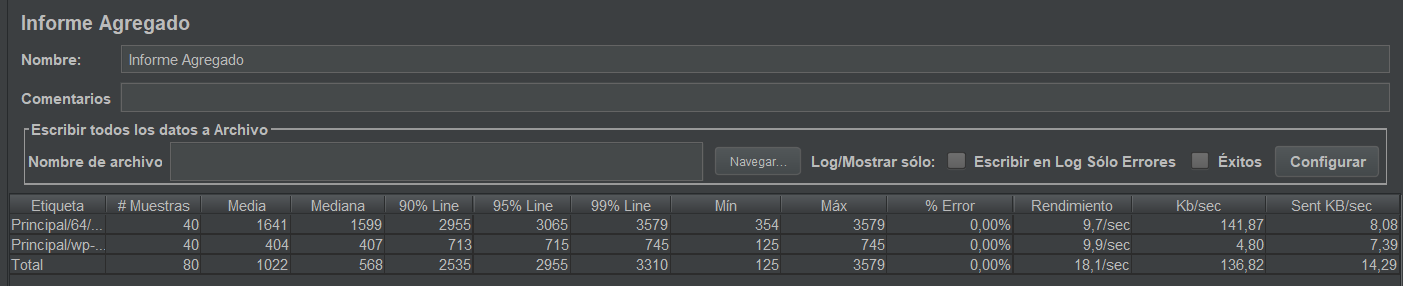 Informe Agregado
Nombre: Informe Agregado
Comentarios
Escribir todos los datos a Archivo
Nombre de archivo Navegar... Log/Mostrar sólo: Escribir en Log Sólo Errores Éxitos Configurar
Etiqueta # Muestras Media Mediana 90% Line 95% Line 99% Line Mín Máx % Error Rendimiento Kb/sec Sent KB/sec
Principal/64/... 40 1641 1599 2955 3065 3579 354 3579 0,00% 9,7/sec 141,87 8,08
Principal/wp-... 40 404 407 713 715 745 125 745 0,00% 9,9/sec 4,80 7,39
Total 80 1022 568 2535 2955 3310 125 3579 0,00% 18,1/sec 136,82 14,29